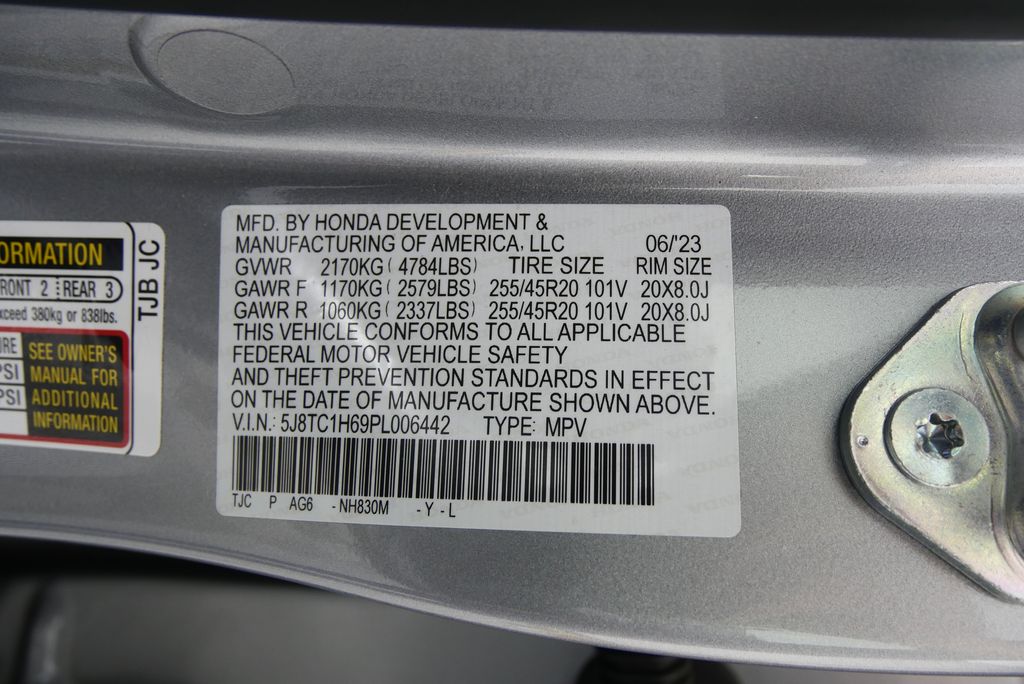 ORMATION
RONT 2
REAR 3
xceed 380kg or 838lbs.
URE
PSI
PSI
SEE OWNER'S
MANUAL FOR
ADDITIONAL
INFORMATION
TJB JC
MFD. BY HONDA DEVELOPMENT &
MANUFACTURING OF AMERICA, LLC 06/'23
GVWR 2170KG ( 4784LBS) TIRE SIZE RIM SIZE
GAWR F 1170KG ( 2579LBS) 255/45R20 101V 20X8.0J
GAWR R 1060KG ( 2337LBS) 255/45R20 101V 20X8.0J
THIS VEHICLE CONFORMS TO ALL APPLICABLE
FEDERAL MOTOR VEHICLE SAFETY
AND THEFT PREVENTION STANDARDS IN EFFECT
ON THE DATE OF MANUFACTURE SHOWN ABOVE.
V.I.N.: 5J8TC1H69PL006442 TYPE: MPV
TJC P AG6 - NH830M - Y - L